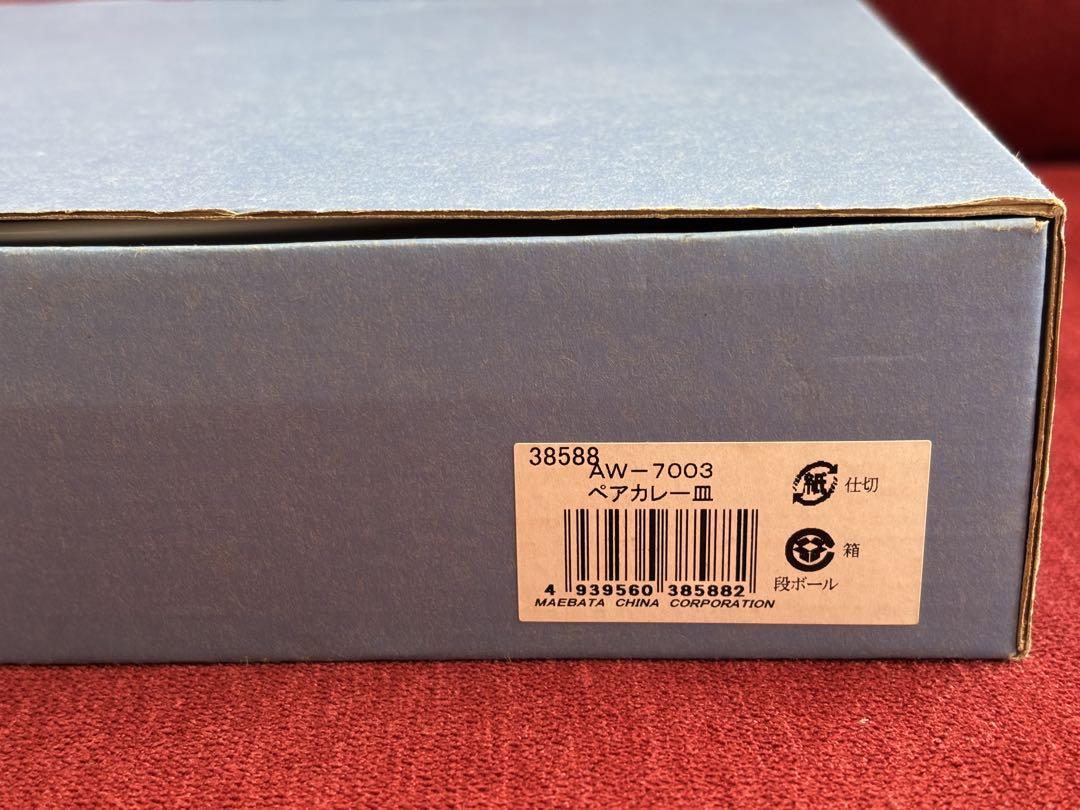 38588
AW-7003
ペアカレー皿
紙 仕切
箱
段ボール
4 939560 385882
MAEBATA CHINA CORPORATION